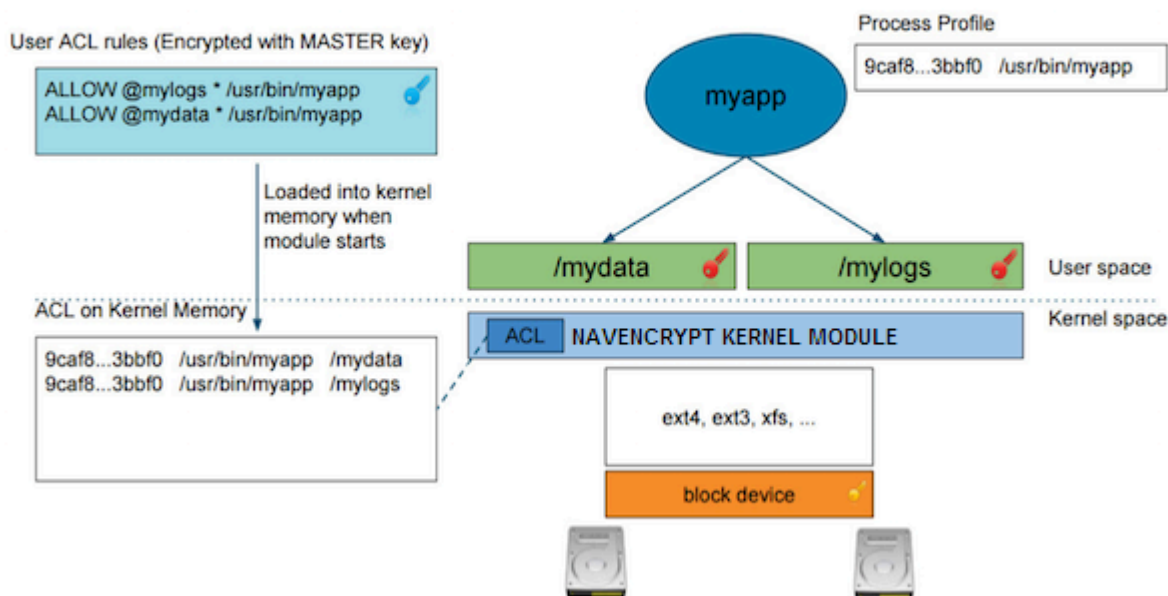 User ACL rules (Encrypted with MASTER key)
ALLOW @mylogs * /usr/bin/myapp
ALLOW @mydata * /usr/bin/myapp
Loaded into kernel
memory when
module starts
ACL on Kernel Memory
9caf8...3bbf0 /usr/bin/myapp /mydata
9caf8...3bbf0 /usr/bin/myapp /mylogs
Process Profile
9caf8...3bbf0 /usr/bin/myapp
myapp
/mydata
/mylogs
User space
Kernel space
ACL
NAVENCRYPT KERNEL MODULE
ext4, ext3, xfs, ...
block device